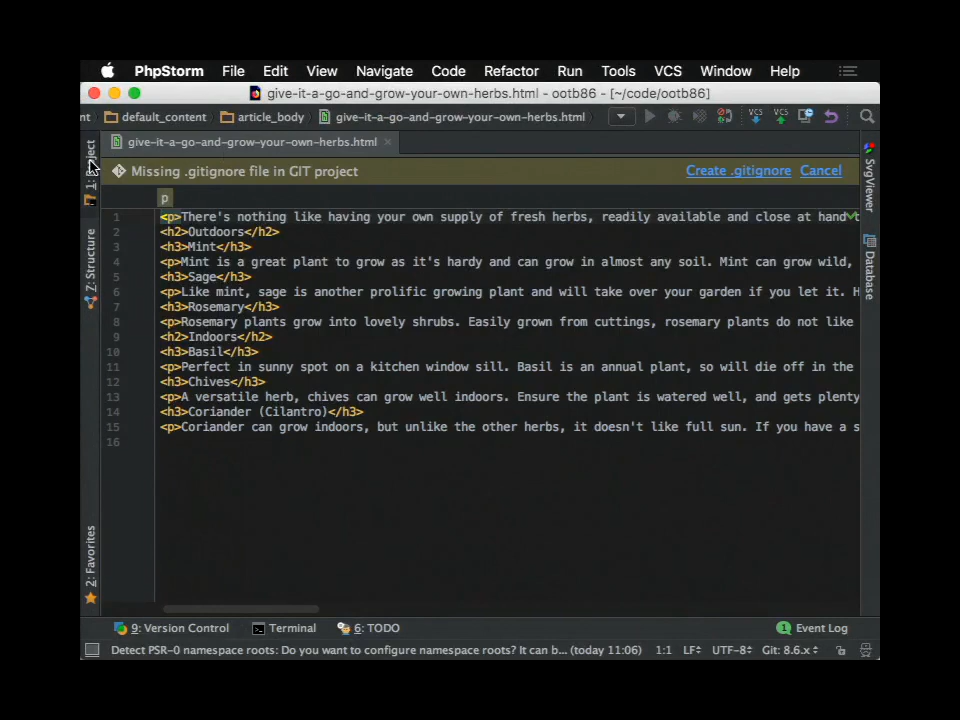 PhpStorm File Edit View Navigate Code Refactor Run Tools VCS Window Help
give-it-a-go-and-grow-your-own-herbs.html - ootb86 - [~/code/ootb86]
nt default_content article_body give-it-a-go-and-grow-your-own-herbs.html VCS VCS
give-it-a-go-and-grow-your-own-herbs.html
Missing .gitignore file in GIT project Create .gitignore Cancel
p
1 <p>There's nothing like having your own supply of fresh herbs, readily available and close at hand t
2 <h2>Outdoors</h2>
3 <h3>Mint</h3>
4 <p>Mint is a great plant to grow as it's hardy and can grow in almost any soil. Mint can grow wild,
5 <h3>Sage</h3>
6 <p>Like mint, sage is another prolific growing plant and will take over your garden if you let it. H
7 <h3>Rosemary</h3>
8 <p>Rosemary plants grow into lovely shrubs. Easily grown from cuttings, rosemary plants do not like
9 <h2>Indoors</h2>
10 <h3>Basil</h3>
11 <p>Perfect in sunny spot on a kitchen window sill. Basil is an annual plant, so will die off in the
12 <h3>Chives</h3>
13 <p>A versatile herb, chives can grow well indoors. Ensure the plant is watered well, and gets plenty
14 <h3>Coriander (Cilantro)</h3>
15 <p>Coriander can grow indoors, but unlike the other herbs, it doesn't like full sun. If you have a s
16
Z: Structure
2: Favorites
SvgViewer
Database
9: Version Control Terminal 6: TODO 1 Event Log
Detect PSR-0 namespace roots: Do you want to configure namespace roots? It can b... (today 11:06) 1:1 LF UTF-8 Git: 8.6.x